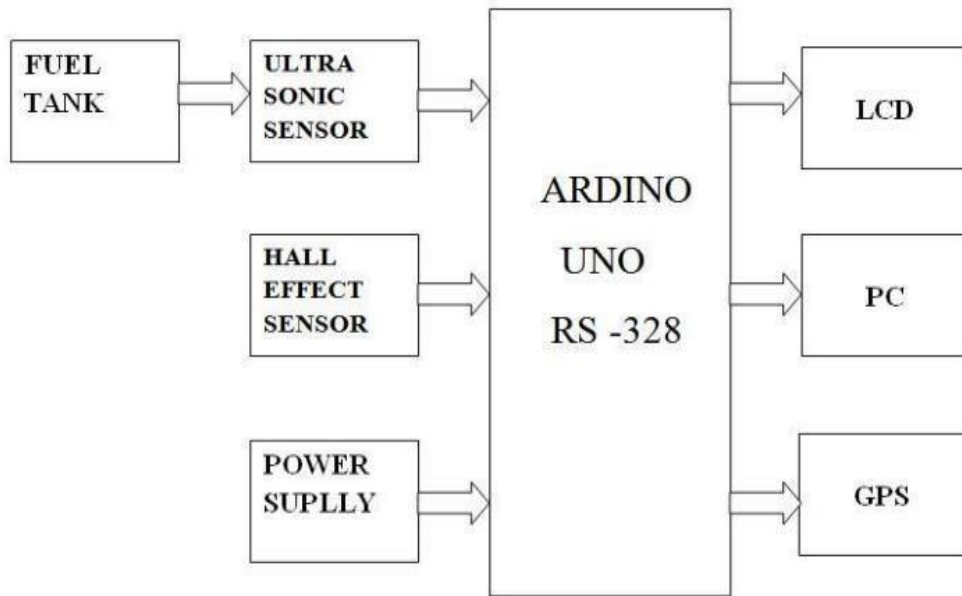 FUEL
TANK
ULTRA
SONIC
SENSOR
HALL
EFFECT
SENSOR
POWER
SUPLLY
ARDINO
UNO
RS -328
LCD
PC
GPS